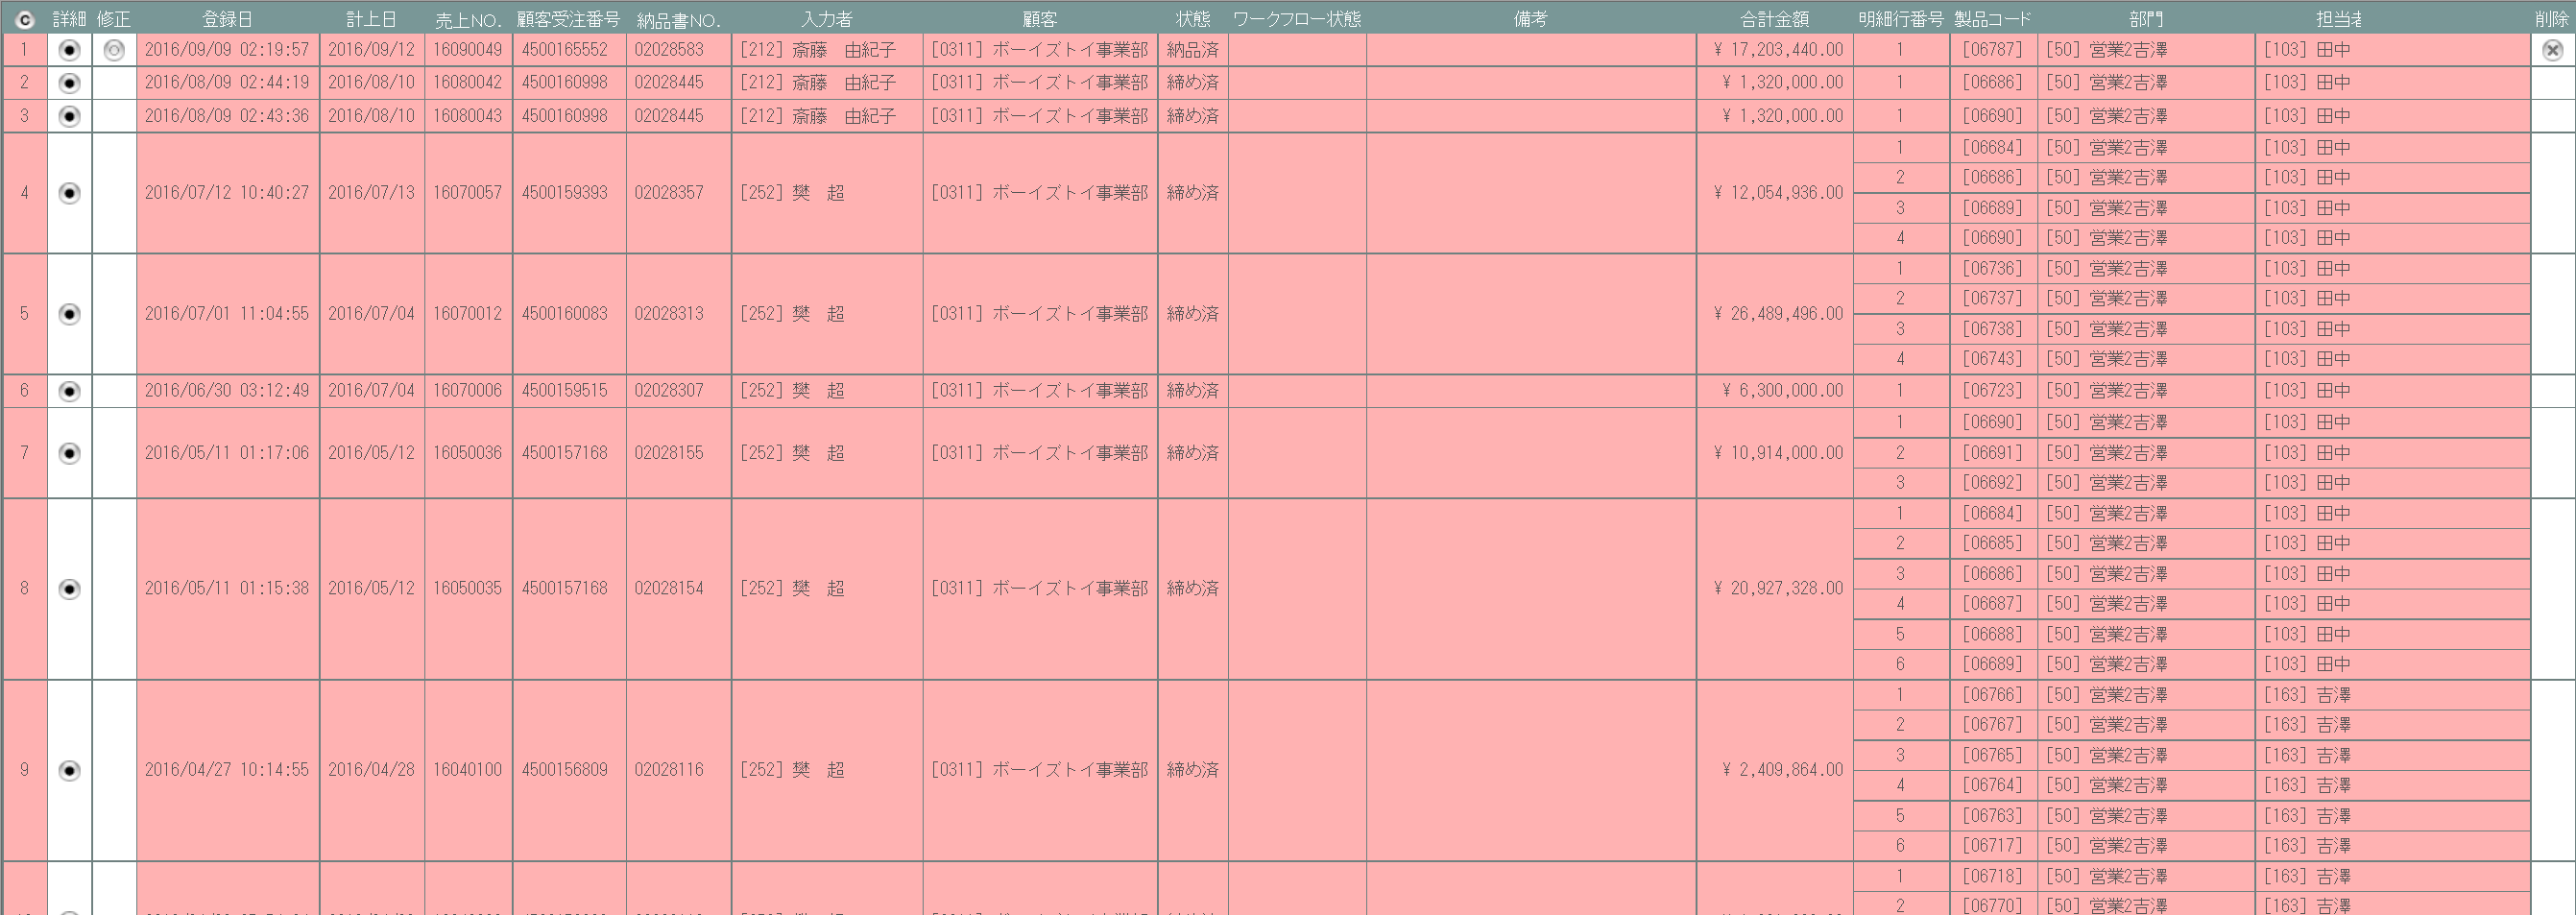 詳細 修正 登録日 計上日 売上NO. 顧客受注番号 納品書NO. 入力者 顧客 状態 ワークフロー状態 備考 合計金額 明細行番号 製品コード 部門 担当者 削除
1 2016/09/09 02:19:57 2016/09/12 16090049 4500165552 02028583 [212] 斎藤　由紀子 [0311] ボーイズトイ事業部 納品済 ¥ 17,203,440.00 1 [06787] [50] 営業2吉澤 [103] 田中
2 2016/08/09 02:44:19 2016/08/10 16080042 4500160998 02028445 [212] 斎藤　由紀子 [0311] ボーイズトイ事業部 締め済 ¥ 1,320,000.00 1 [06686] [50] 営業2吉澤 [103] 田中
3 2016/08/09 02:43:36 2016/08/10 16080043 4500160998 02028445 [212] 斎藤　由紀子 [0311] ボーイズトイ事業部 締め済 ¥ 1,320,000.00 1 [06690] [50] 営業2吉澤 [103] 田中
4 2016/07/12 10:40:27 2016/07/13 16070057 4500159393 02028357 [252] 樊　超 [0311] ボーイズトイ事業部 締め済 ¥ 12,054,936.00
1 [06684] [50] 営業2吉澤 [103] 田中
2 [06686] [50] 営業2吉澤 [103] 田中
3 [06689] [50] 営業2吉澤 [103] 田中
4 [06690] [50] 営業2吉澤 [103] 田中
5 2016/07/01 11:04:55 2016/07/04 16070012 4500160083 02028313 [252] 樊　超 [0311] ボーイズトイ事業部 締め済 ¥ 26,489,496.00
1 [06736] [50] 営業2吉澤 [103] 田中
2 [06737] [50] 営業2吉澤 [103] 田中
3 [06738] [50] 営業2吉澤 [103] 田中
4 [06743] [50] 営業2吉澤 [103] 田中
6 2016/06/30 03:12:49 2016/07/04 16070006 4500159515 02028307 [252] 樊　超 [0311] ボーイズトイ事業部 締め済 ¥ 6,300,000.00 1 [06723] [50] 営業2吉澤 [103] 田中
7 2016/05/11 01:17:06 2016/05/12 16050036 4500157168 02028155 [252] 樊　超 [0311] ボーイズトイ事業部 締め済 ¥ 10,914,000.00
1 [06690] [50] 営業2吉澤 [103] 田中
2 [06691] [50] 営業2吉澤 [103] 田中
3 [06692] [50] 営業2吉澤 [103] 田中
8 2016/05/11 01:15:38 2016/05/12 16050035 4500157168 02028154 [252] 樊　超 [0311] ボーイズトイ事業部 締め済 ¥ 20,927,328.00
1 [06684] [50] 営業2吉澤 [103] 田中
2 [06685] [50] 営業2吉澤 [103] 田中
3 [06686] [50] 営業2吉澤 [103] 田中
4 [06687] [50] 営業2吉澤 [103] 田中
5 [06688] [50] 営業2吉澤 [103] 田中
6 [06689] [50] 営業2吉澤 [103] 田中
9 2016/04/27 10:14:55 2016/04/28 16040100 4500156809 02028116 [252] 樊　超 [0311] ボーイズトイ事業部 締め済 ¥ 2,409,864.00
1 [06766] [50] 営業2吉澤 [163] 吉澤
2 [06767] [50] 営業2吉澤 [163] 吉澤
3 [06765] [50] 営業2吉澤 [163] 吉澤
4 [06764] [50] 営業2吉澤 [163] 吉澤
5 [06763] [50] 営業2吉澤 [163] 吉澤
6 [06717] [50] 営業2吉澤 [163] 吉澤
1 [06718] [50] 営業2吉澤 [163] 吉澤
2 [06770] [50] 営業2吉澤 [163] 吉澤